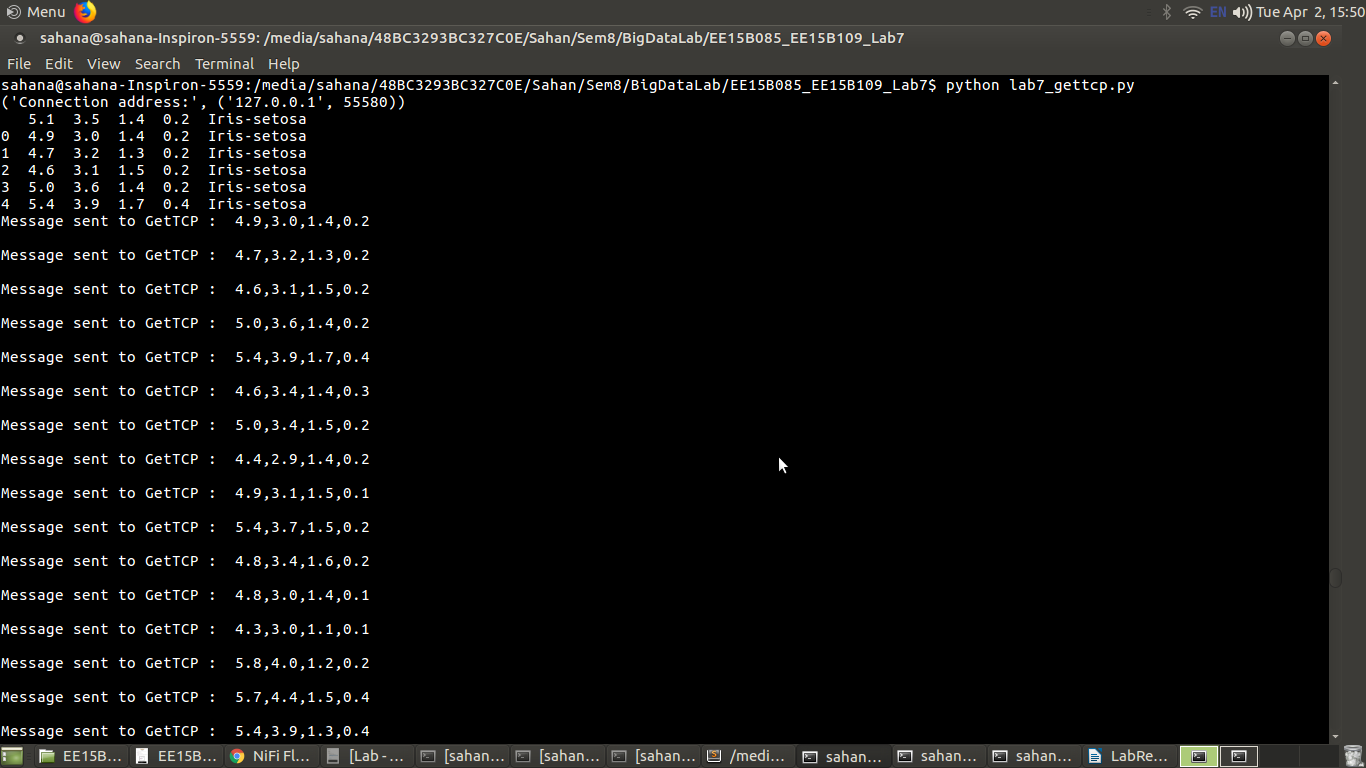 Menu EN Tue Apr 2, 15:50
sahana@sahana-Inspiron-5559: /media/sahana/48BC3293BC327C0E/Sahan/Sem8/BigDataLab/EE15B085_EE15B109_Lab7
File Edit View Search Terminal Help
sahana@sahana-Inspiron-5559:/media/sahana/48BC3293BC327C0E/Sahan/Sem8/BigDataLab/EE15B085_EE15B109_Lab7$ python lab7_gettcp.py
('Connection address:', ('127.0.0.1', 55580))
   5.1  3.5  1.4  0.2  Iris-setosa
0  4.9  3.0  1.4  0.2  Iris-setosa
1  4.7  3.2  1.3  0.2  Iris-setosa
2  4.6  3.1  1.5  0.2  Iris-setosa
3  5.0  3.6  1.4  0.2  Iris-setosa
4  5.4  3.9  1.7  0.4  Iris-setosa
Message sent to GetTCP :  4.9,3.0,1.4,0.2
Message sent to GetTCP :  4.7,3.2,1.3,0.2
Message sent to GetTCP :  4.6,3.1,1.5,0.2
Message sent to GetTCP :  5.0,3.6,1.4,0.2
Message sent to GetTCP :  5.4,3.9,1.7,0.4
Message sent to GetTCP :  4.6,3.4,1.4,0.3
Message sent to GetTCP :  5.0,3.4,1.5,0.2
Message sent to GetTCP :  4.4,2.9,1.4,0.2
Message sent to GetTCP :  4.9,3.1,1.5,0.1
Message sent to GetTCP :  5.4,3.7,1.5,0.2
Message sent to GetTCP :  4.8,3.4,1.6,0.2
Message sent to GetTCP :  4.8,3.0,1.4,0.1
Message sent to GetTCP :  4.3,3.0,1.1,0.1
Message sent to GetTCP :  5.8,4.0,1.2,0.2
Message sent to GetTCP :  5.7,4.4,1.5,0.4
Message sent to GetTCP :  5.4,3.9,1.3,0.4
EE15B... EE15B... NiFi Fl... [Lab -... [sahan... [sahan... [sahan... /medi... sahan... sahan... sahan... LabRe...